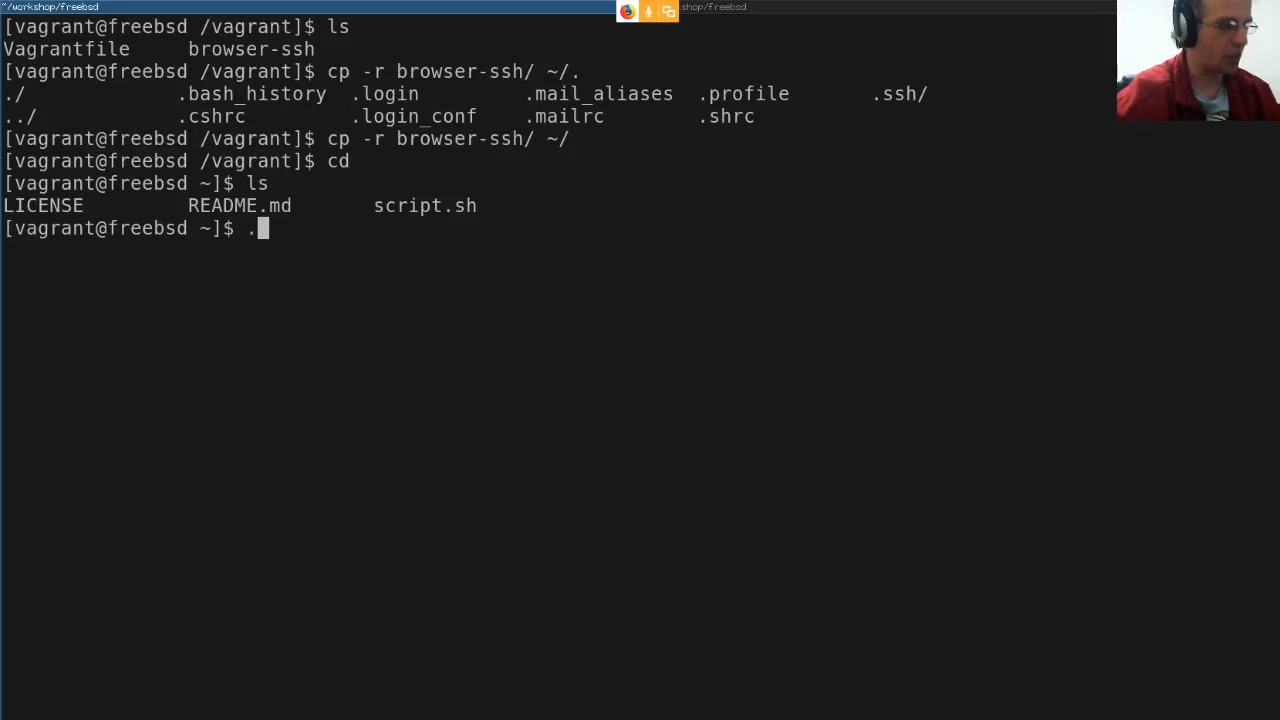 ~/workshop/freebsd
shop/freebsd
[vagrant@freebsd /vagrant]$ ls
Vagrantfile browser-ssh
[vagrant@freebsd /vagrant]$ cp -r browser-ssh/ ~/.
./ .bash_history .login .mail_aliases .profile .ssh/
../ .cshrc .login_conf .mailrc .shrc
[vagrant@freebsd /vagrant]$ cp -r browser-ssh/ ~/
[vagrant@freebsd /vagrant]$ cd
[vagrant@freebsd ~]$ ls
LICENSE README.md script.sh
[vagrant@freebsd ~]$ .